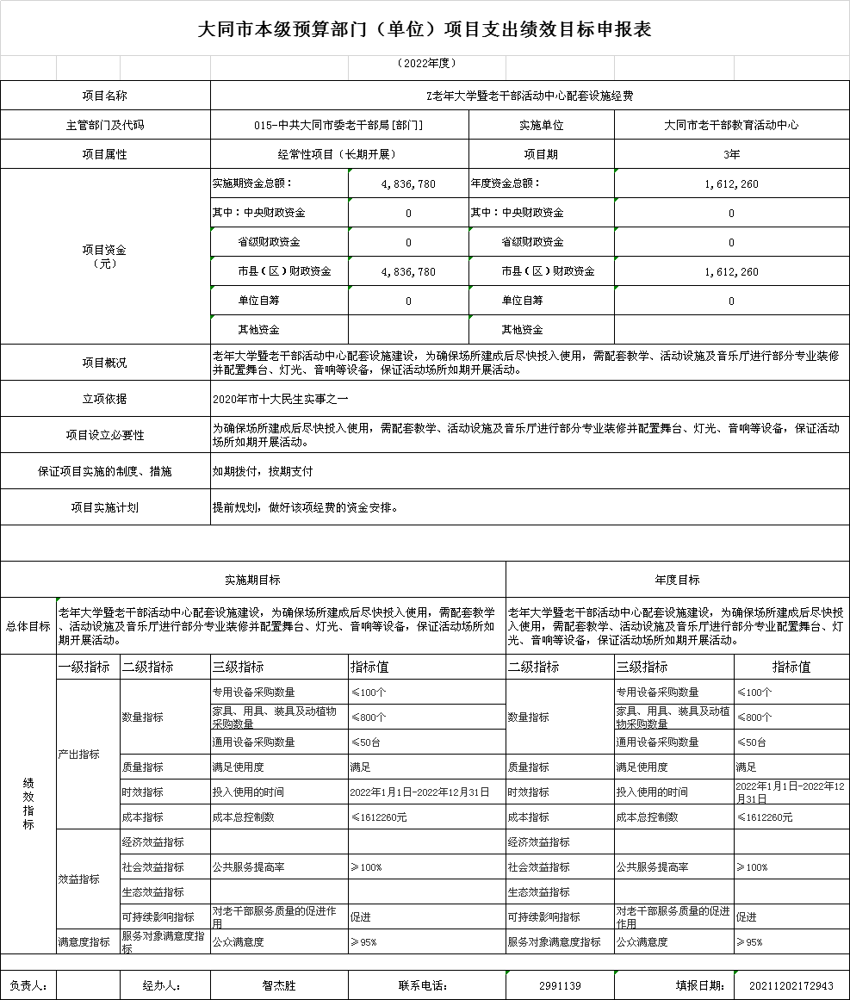 大同市本级预算部门（单位）项目支出绩效目标申报表
（2022年度）
项目名称 Z老年大学暨老干部活动中心配套设施经费
主管部门及代码 015-中共大同市委老干部局[部门] 实施单位 大同市老干部教育活动中心
项目属性 经常性项目（长期开展） 项目期 3年
项目资金
（元）
实施期资金总额： 4,836,780 年度资金总额： 1,612,260
其中：中央财政资金 0 其中：中央财政资金 0
省级财政资金 0 省级财政资金 0
市县（区）财政资金 4,836,780 市县（区）财政资金 1,612,260
单位自筹 0 单位自筹 0
其他资金 其他资金
项目概况
老年大学暨老干部活动中心配套设施建设，为确保场所建成后尽快投入使用，需配套教学、活动设施及音乐厅进行部分专业装修
并配置舞台、灯光、音响等设备，保证活动场所如期开展活动。
立项依据 2020年市十大民生实事之一
项目设立必要性
为确保场所建成后尽快投入使用，需配套教学、活动设施及音乐厅进行部分专业装修并配置舞台、灯光、音响等设备，保证活动
场所如期开展活动。
保证项目实施的制度、措施 如期拨付，按期支付
项目实施计划 提前规划，做好该项经费的资金安排。
实施期目标 年度目标
总体目标
老年大学暨老干部活动中心配套设施建设，为确保场所建成后尽快投入使用，需配套教学
、活动设施及音乐厅进行部分专业装修并配置舞台、灯光、音响等设备，保证活动场所如
期开展活动。
老年大学暨老干部活动中心配套设施建设，为确保场所建成后尽快投
入使用，需配套教学、活动设施及音乐厅进行部分专业配置舞台、灯
光、音响等设备，保证活动场所如期开展活动。
绩
效
指
标
一级指标 二级指标 三级指标 指标值 二级指标 三级指标 指标值
产出指标
数量指标
专用设备采购数量 ≤100个
数量指标
专用设备采购数量 ≤100个
家具、用具、装具及动植物
采购数量
≤800个
家具、用具、装具及动植
物采购数量
≤800个
通用设备采购数量 ≤50台 通用设备采购数量 ≤50台
质量指标 满足使用度 满足 质量指标 满足使用度 满足
时效指标 投入使用的时间 2022年1月1日-2022年12月31日 时效指标 投入使用的时间
2022年1月1日-2022年12
月31日
成本指标 成本总控制数 ≤1612260元 成本指标 成本总控制数 ≤1612260元
效益指标
经济效益指标 经济效益指标
社会效益指标 公共服务提高率 ≥100% 社会效益指标 公共服务提高率 ≥100%
生态效益指标 生态效益指标
可持续影响指标
对老干部服务质量的促进作
用
促进 可持续影响指标
对老干部服务质量的促进
作用
促进
满意度指标
服务对象满意度指
标
公众满意度 ≥95% 服务对象满意度指标 公众满意度 ≥95%
负责人： 经办人： 智杰胜 联系电话： 2991139 填报日期： 20211202172943